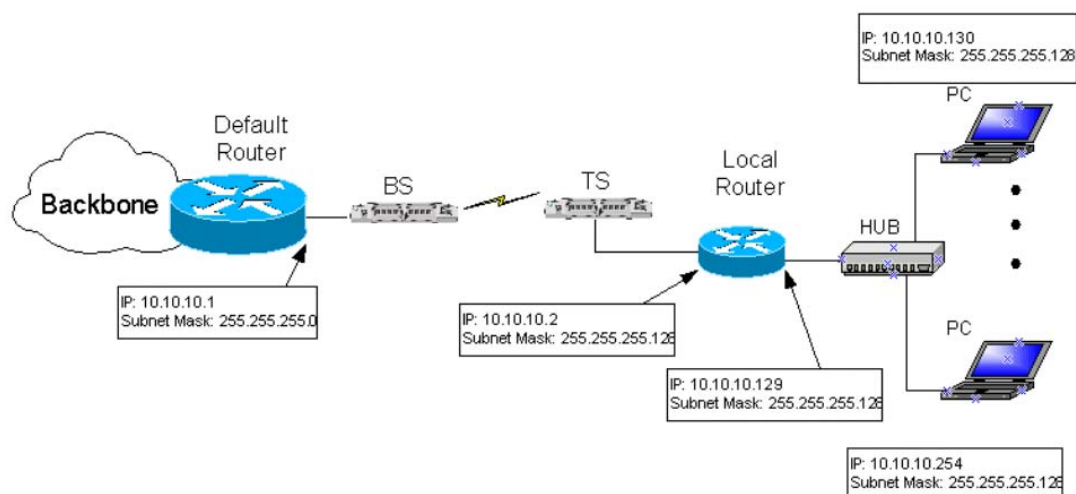 IP: 10.10.10.130
Subnet Mask: 255.255.255.128
PC
Default
Router
Local
Router
BS
TS
Backbone
HUB
IP: 10.10.10.1
Subnet Mask: 255.255.255.0
IP: 10.10.10.2
Subnet Mask: 255.255.255.128
PC
IP: 10.10.10.129
Subnet Mask: 255.255.255.128
IP: 10.10.10.254
Subnet Mask: 255.255.255.128